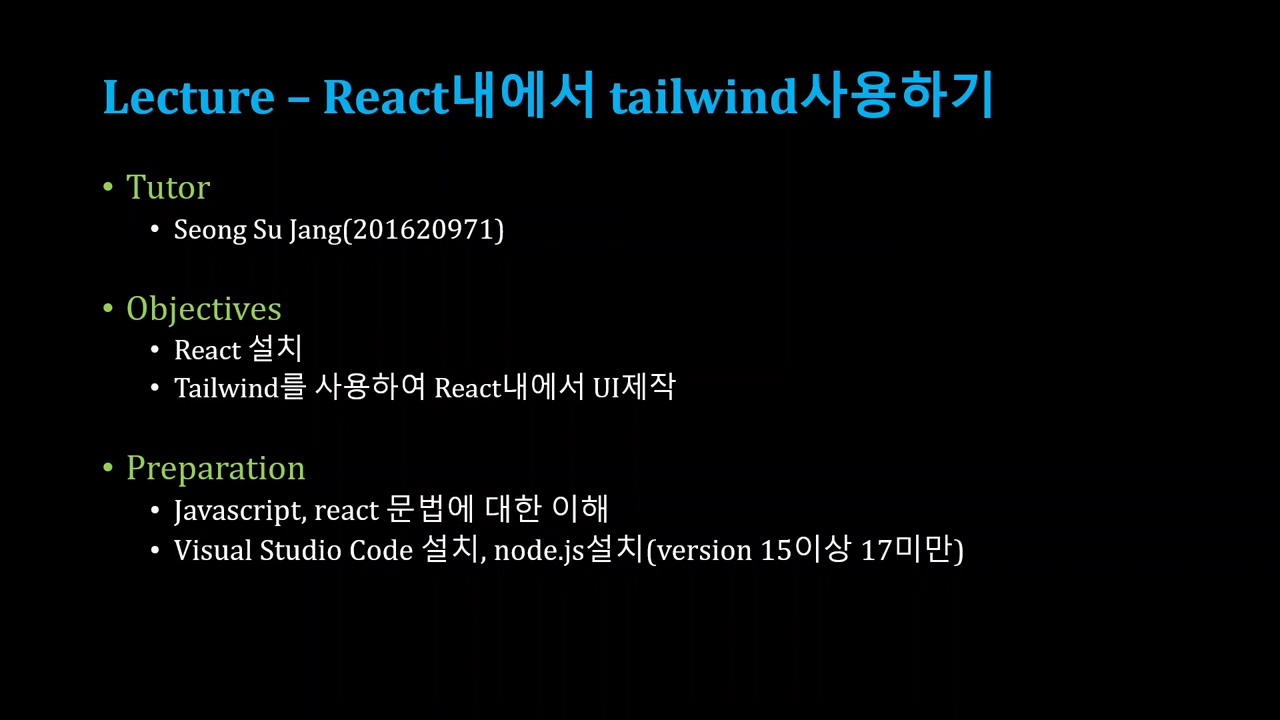 Lecture – React내에서 tailwind사용하기
• Tutor
• Seong Su Jang(201620971)
• Objectives
• React 설치
• Tailwind를 사용하여 React내에서 UI제작
• Preparation
• Javascript, react 문법에 대한 이해
• Visual Studio Code 설치, node.js설치(version 15이상 17미만)